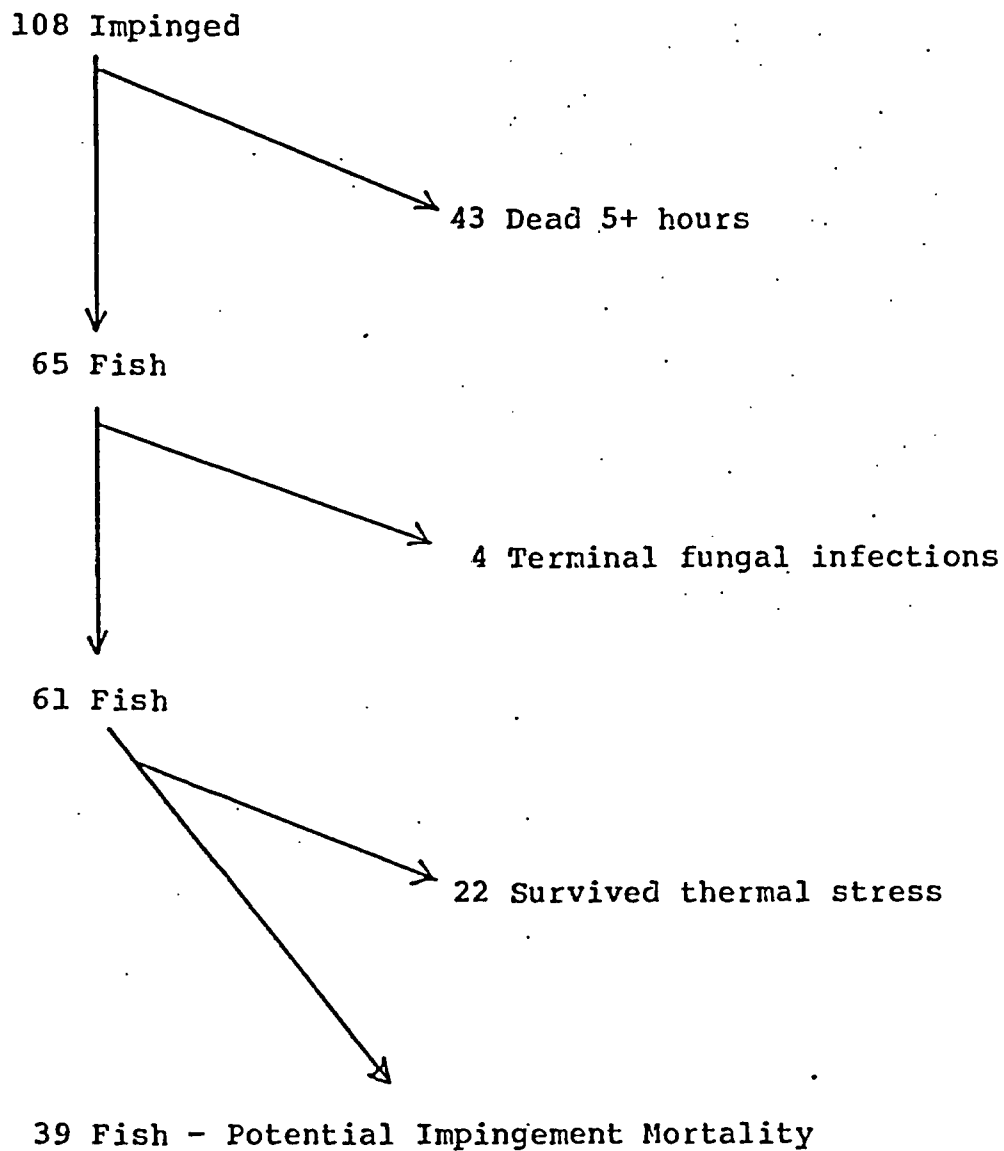 108 Impinged
43 Dead 5+ hours
65 Fish
4 Terminal fungal infections
61 Fish
22 Survived thermal stress
39 Fish - Potential Impingement Mortality